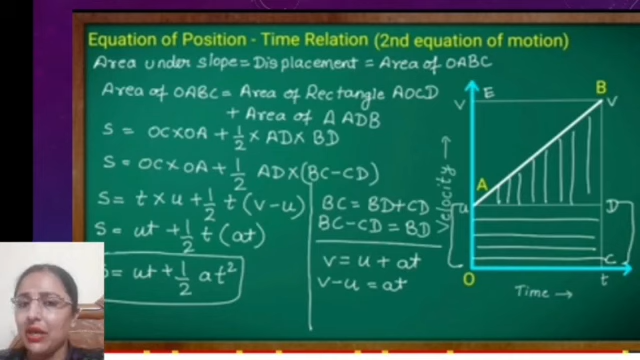 Equation of Position - Time Relation (2nd equation of motion)
Area under slope = Displacement = Area of OABC
Area of OABC = Area of Rectangle AOCD
+ Area of Δ ADB
S = OC×OA + 1/2 × AD × BD
S = OC × OA + 1/2 AD×(BC-CD)
S = t × u + 1/2 t (v-u)
S = ut + 1/2 t (at)
S = ut + 1/2 at²
BC = BD+CD
BC-CD = BD
v = u + at
v-u = at
V E B V
A
u D
O C
t
Velocity →
Time →